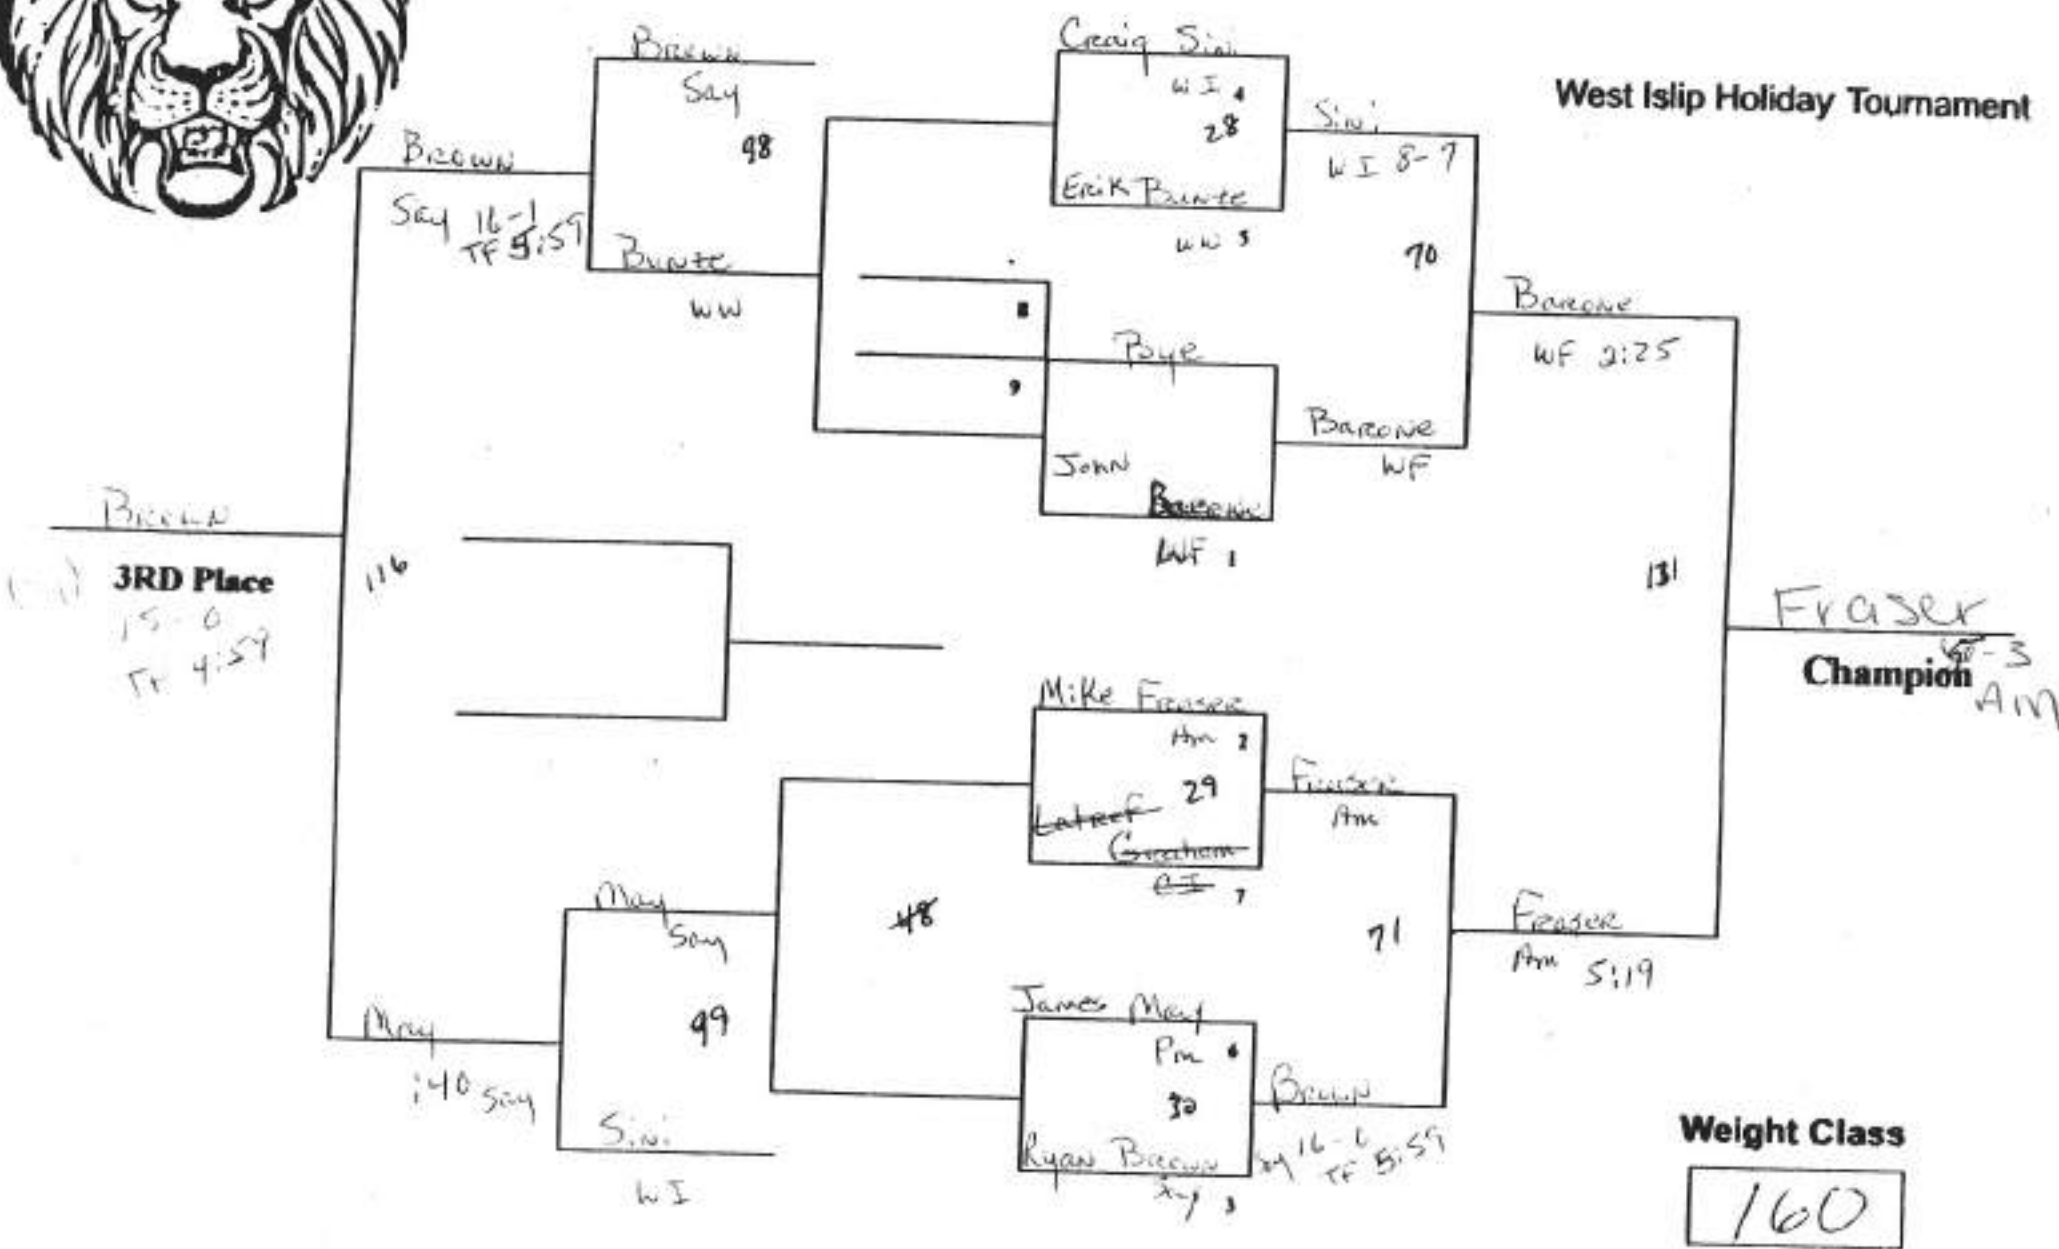 West Islip Holiday Tournament
Brown
Say
98
Brown
Say 16-1
TF 5:59
Bunte
WW
Craig Sini
WI 4
28
Erik Bunte
WW 5
Sini
WI 8-7
70
8
9
Bye
John
Barone
WF 1
Barone
WF
Barone
WF 2:25
131
Fraser
Champion
-3
AM
Brown
3RD Place
15-0
TF 4:59
116
Mike Fraser
Am 2
29
Lateef
Graham
CI 7
Fraser
Am
71
Fraser
Am 5:19
May
Say
99
48
May
:40 Say
Sini
WI
James May
Pm 6
30
Ryan Brown
Say 3
Brown
Say 16-1
TF 5:59
Weight Class
160